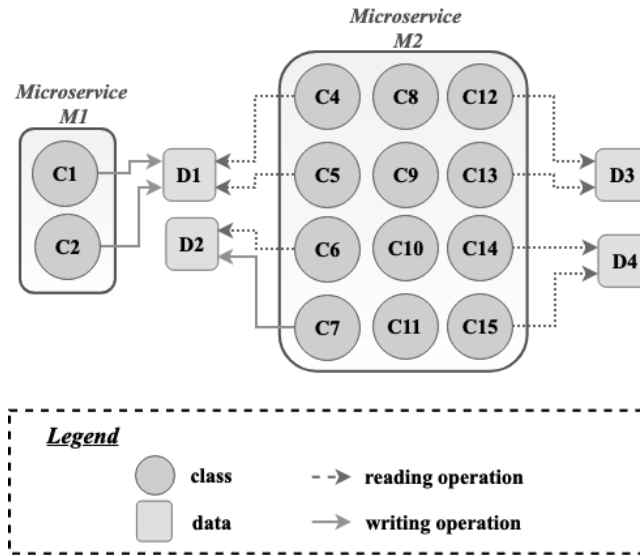 Microservice
M2
Microservice
M1
C4 C8 C12
C1 D1 C5 C9 C13 D3
C2 D2 C6 C10 C14 D4
C7 C11 C15
Legend
class reading operation
data writing operation